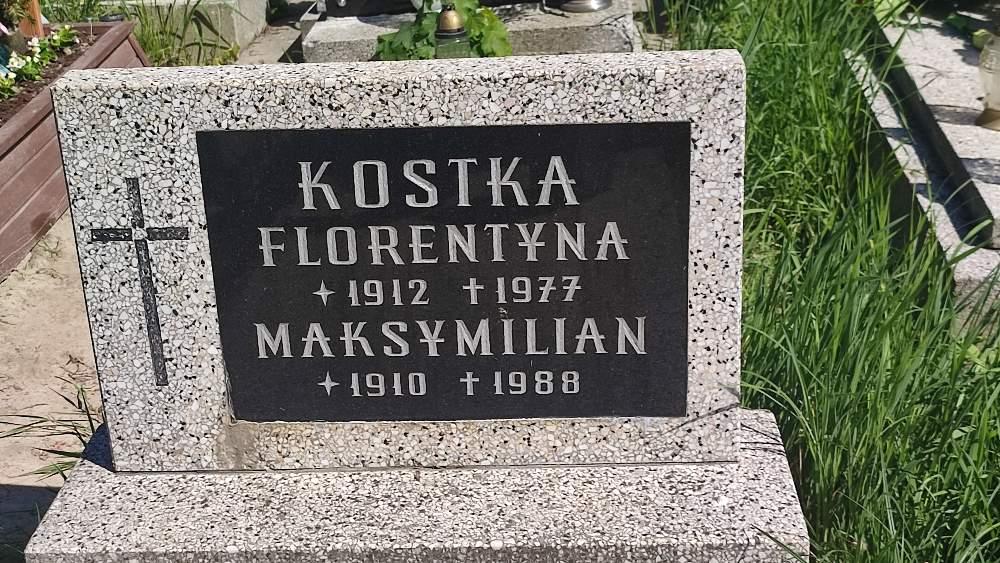 KOSTKA
FLORENTYNA
✦ 1912 ✝ 1977
MAKSYMILIAN
✦ 1910 ✝ 1988